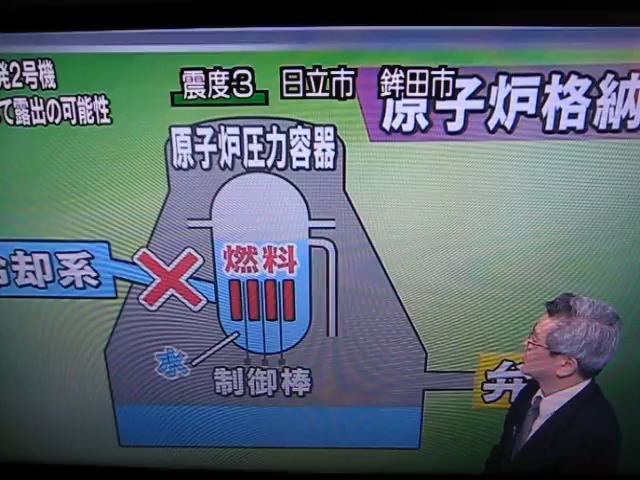 発2号機
て露出の可能性
震度3 日立市 鉾田市
原子炉格納
原子炉圧力容器
冷却系
燃料
水
制御棒
弁